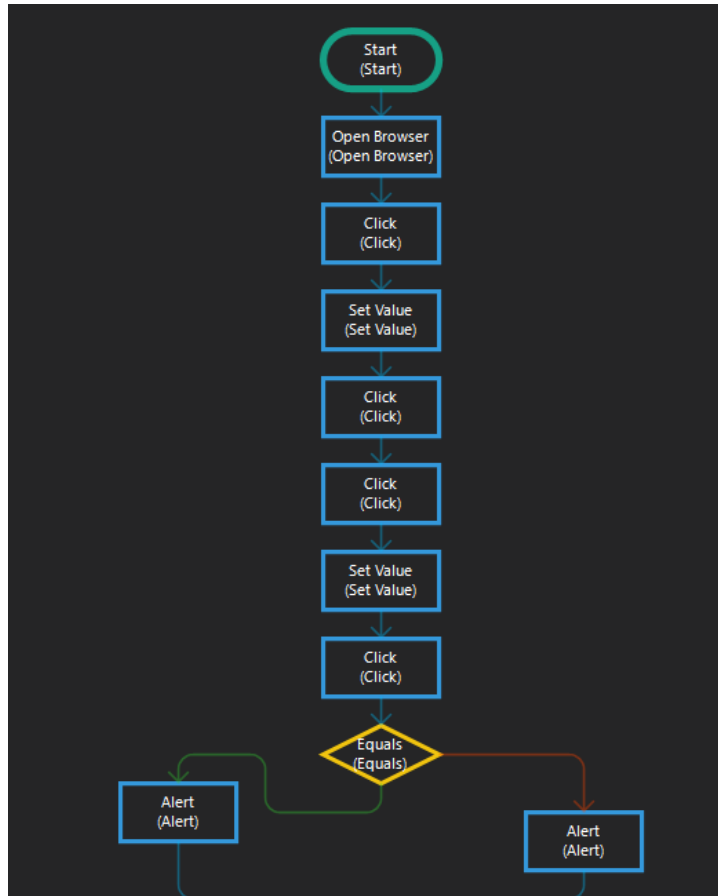 Start
(Start)
Open Browser
(Open Browser)
Click
(Click)
Set Value
(Set Value)
Click
(Click)
Click
(Click)
Set Value
(Set Value)
Click
(Click)
Equals
(Equals)
Alert
(Alert)
Alert
(Alert)